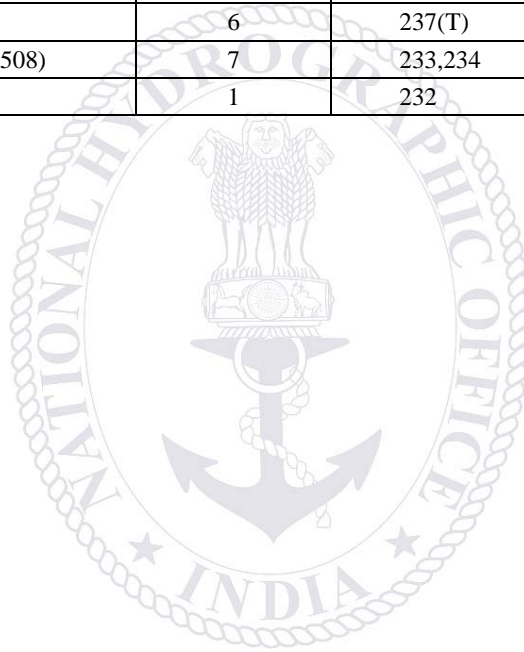 6 237(T)
508) 7 233,234
1 232
NATIONAL HYDROGRAPHIC OFFICE
★ INDIA ★